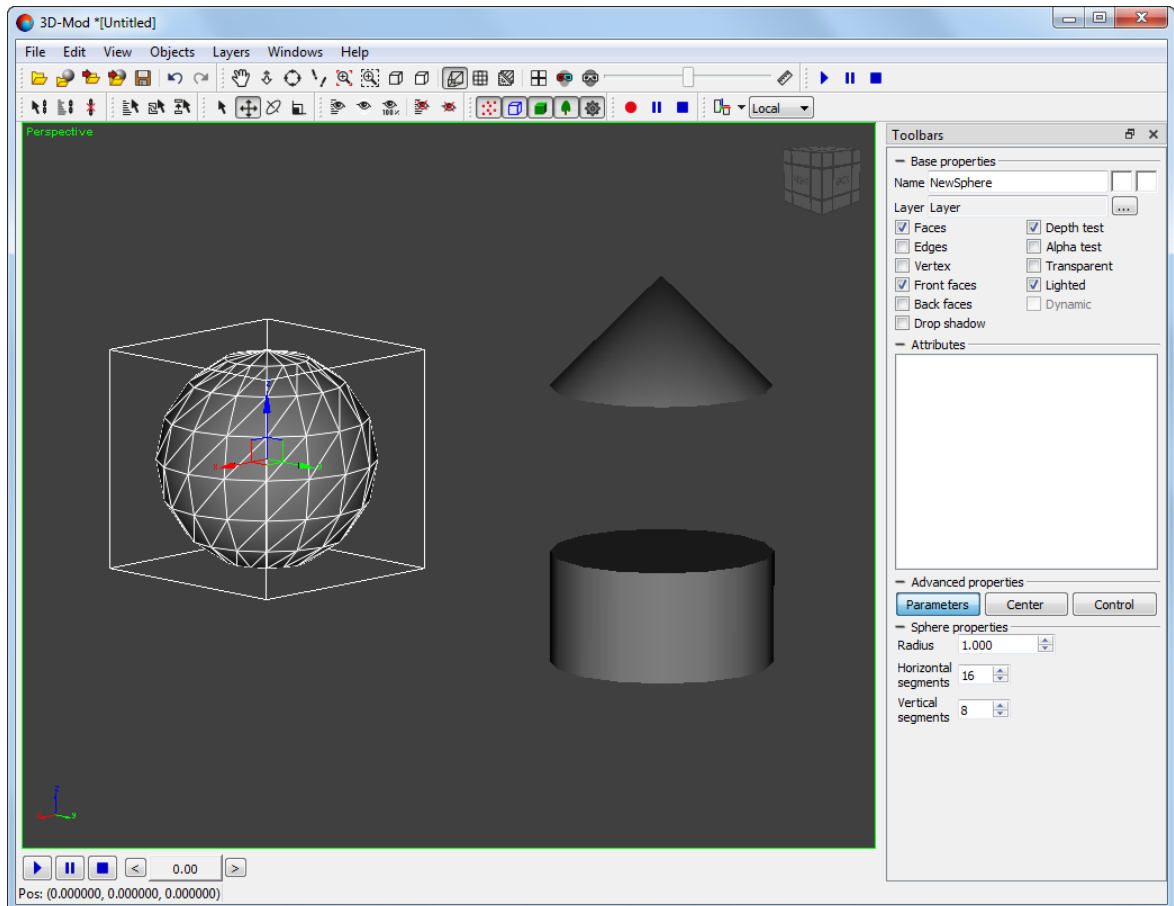 3D-Mod *[Untitled]
File Edit View Objects Layers Windows Help
100%
Local
Perspective
Toolbars
Base properties
Name NewSphere
Layer Layer ...
Faces Depth test
Edges Alpha test
Vertex Transparent
Front faces Lighted
Back faces Dynamic
Drop shadow
Attributes
Advanced properties
Parameters Center Control
Sphere properties
Radius 1.000
Horizontal
segments 16
Vertical
segments 8
z
x y
z
x y
< 0.00 >
Pos: (0.000000, 0.000000, 0.000000)